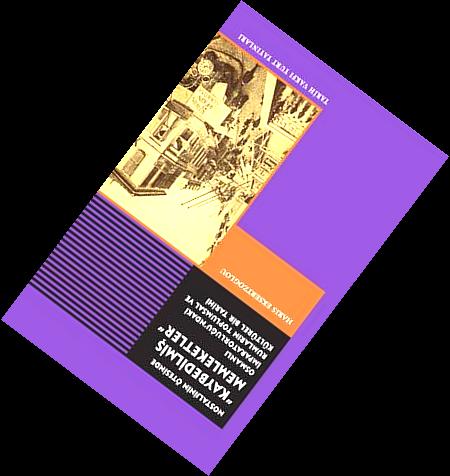 NOSTALJİNİN ÖTESİNDE
"KAYBEDİLMİŞ
MEMLEKETLER"
OSMANLI
İMPARATORLUĞU'NDAKİ
RUMLARIN TOPLUMSAL VE
KÜLTÜREL BİR TARİHİ
HARIS EXERTZOGLOU
TARİH VAKFI YURT YAYINLARI